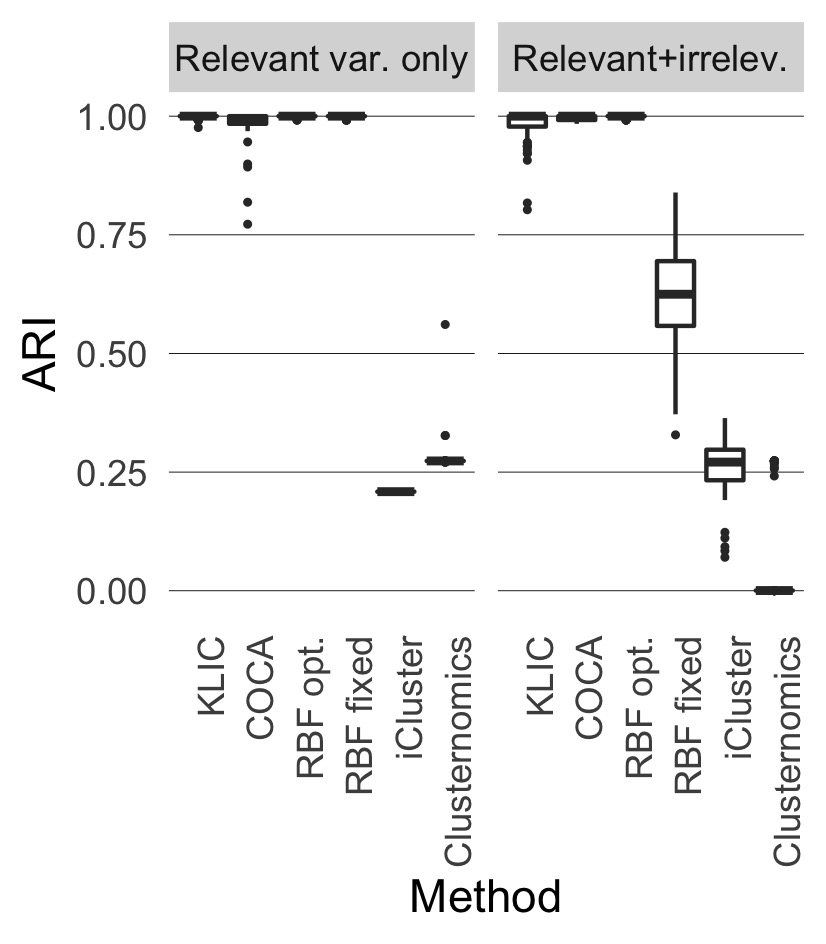 Relevant var. only
Relevant+irrelev.
1.00
0.75
0.50
0.25
0.00
ARI
KLIC
COCA
RBF opt.
RBF fixed
iCluster
Clusternomics
KLIC
COCA
RBF opt.
RBF fixed
iCluster
Clusternomics
Method